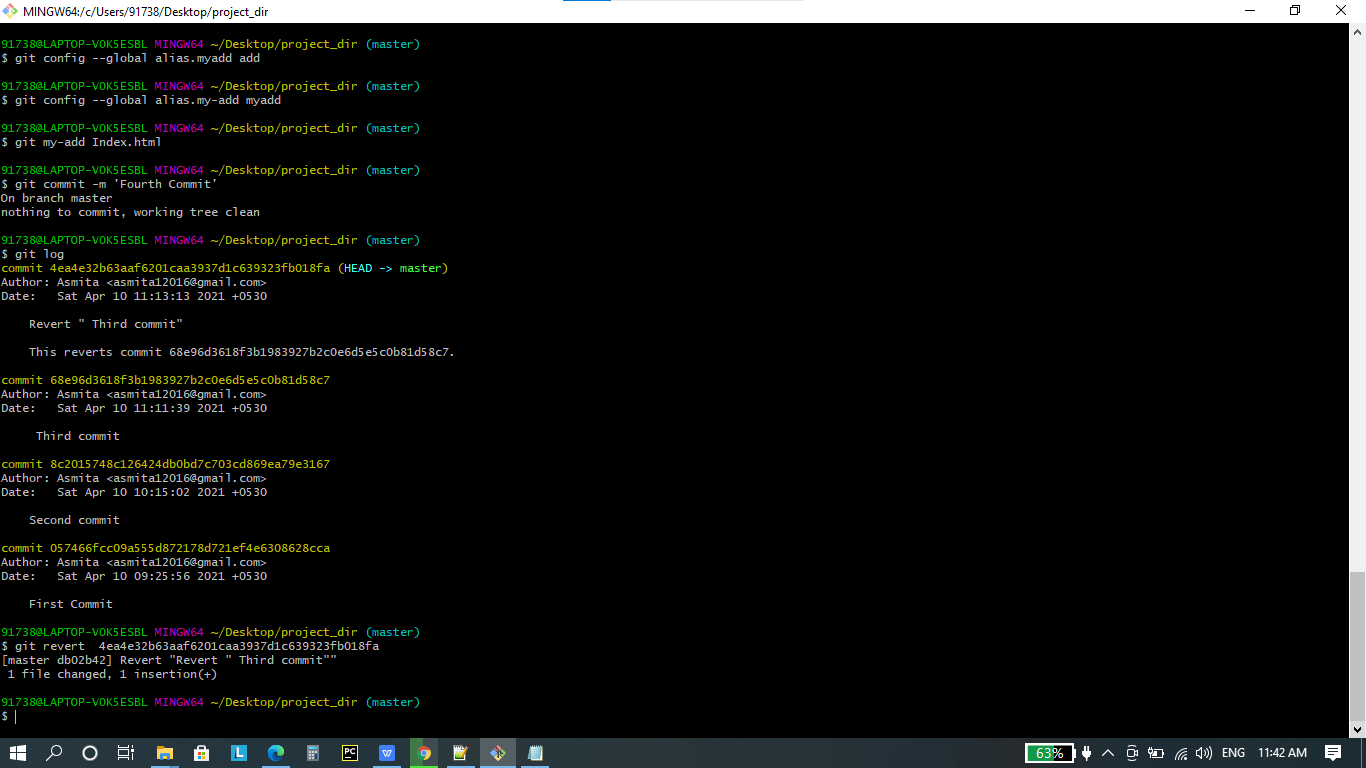 MINGW64:/c/Users/91738/Desktop/project_dir
91738@LAPTOP-VOK5ESBL MINGW64 ~/Desktop/project_dir (master)
$ git config --global alias.myadd add
91738@LAPTOP-VOK5ESBL MINGW64 ~/Desktop/project_dir (master)
$ git config --global alias.my-add myadd
91738@LAPTOP-VOK5ESBL MINGW64 ~/Desktop/project_dir (master)
$ git my-add Index.html
91738@LAPTOP-VOK5ESBL MINGW64 ~/Desktop/project_dir (master)
$ git commit -m 'Fourth Commit'
On branch master
nothing to commit, working tree clean
91738@LAPTOP-VOK5ESBL MINGW64 ~/Desktop/project_dir (master)
$ git log
commit 4ea4e32b63aaf6201caa3937d1c639323fb018fa (HEAD -> master)
Author: Asmita <asmita12016@gmail.com>
Date:   Sat Apr 10 11:13:13 2021 +0530
Revert " Third commit"
This reverts commit 68e96d3618f3b1983927b2c0e6d5e5c0b81d58c7.
commit 68e96d3618f3b1983927b2c0e6d5e5c0b81d58c7
Author: Asmita <asmita12016@gmail.com>
Date:   Sat Apr 10 11:11:39 2021 +0530
Third commit
commit 8c2015748c126424db0bd7c703cd869ea79e3167
Author: Asmita <asmita12016@gmail.com>
Date:   Sat Apr 10 10:15:02 2021 +0530
Second commit
commit 057466fcc09a555d872178d721ef4e6308628cca
Author: Asmita <asmita12016@gmail.com>
Date:   Sat Apr 10 09:25:56 2021 +0530
First Commit
91738@LAPTOP-VOK5ESBL MINGW64 ~/Desktop/project_dir (master)
$ git revert  4ea4e32b63aaf6201caa3937d1c639323fb018fa
[master db02b42] Revert "Revert " Third commit""
1 file changed, 1 insertion(+)
91738@LAPTOP-VOK5ESBL MINGW64 ~/Desktop/project_dir (master)
$
L PC W 63% ENG 11:42 AM